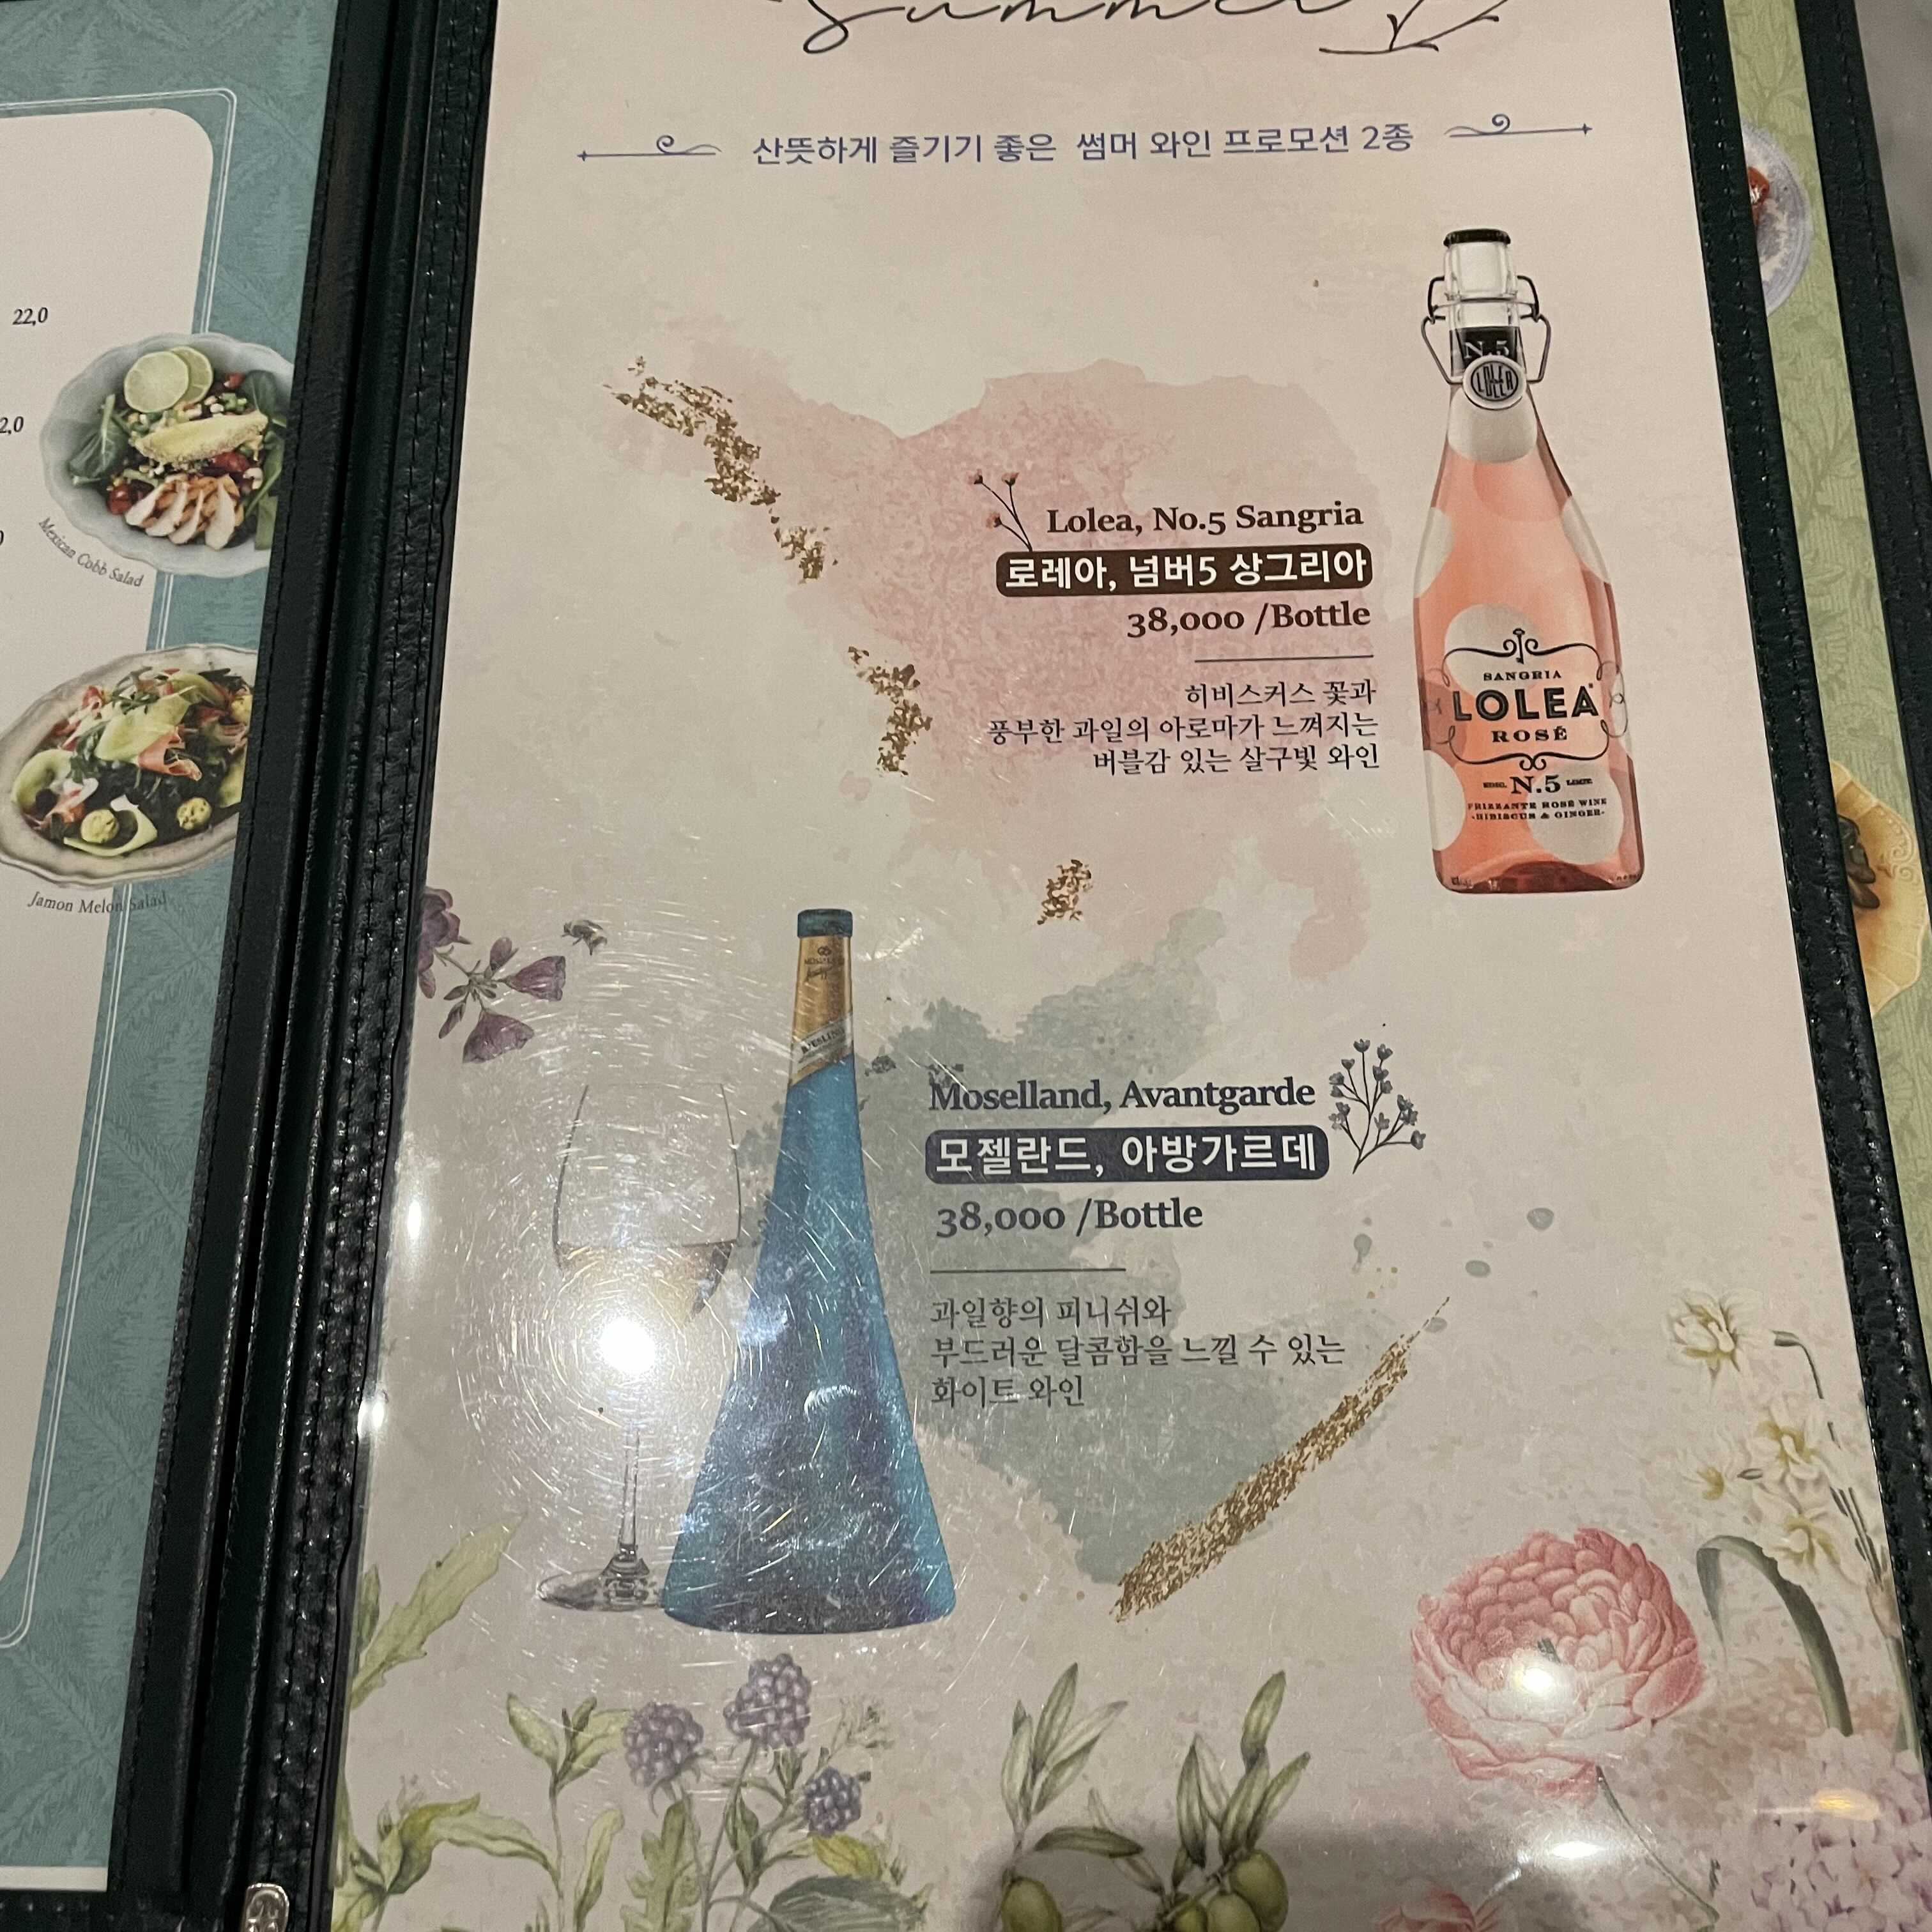 Summer
산뜻하게 즐기기 좋은 썸머 와인 프로모션 2종
22,0
2,0
Mexican Cobb Salad
Jamon Melon Salad
Lolea, No.5 Sangria
로레아, 넘버5 상그리아
38,000 /Bottle
히비스커스 꽃과
풍부한 과일의 아로마가 느껴지는
버블감 있는 살구빛 와인
N.5
LOLEA
SANGRIA
LOLEA
ROSÉ
N.5
FRIZZANTE ROSÉ WINE
-HIBISCUS & GINGER-
Moselland, Avantgarde
모젤란드, 아방가르데
38,000 /Bottle
과일향의 피니쉬와
부드러운 달콤함을 느낄 수 있는
화이트 와인